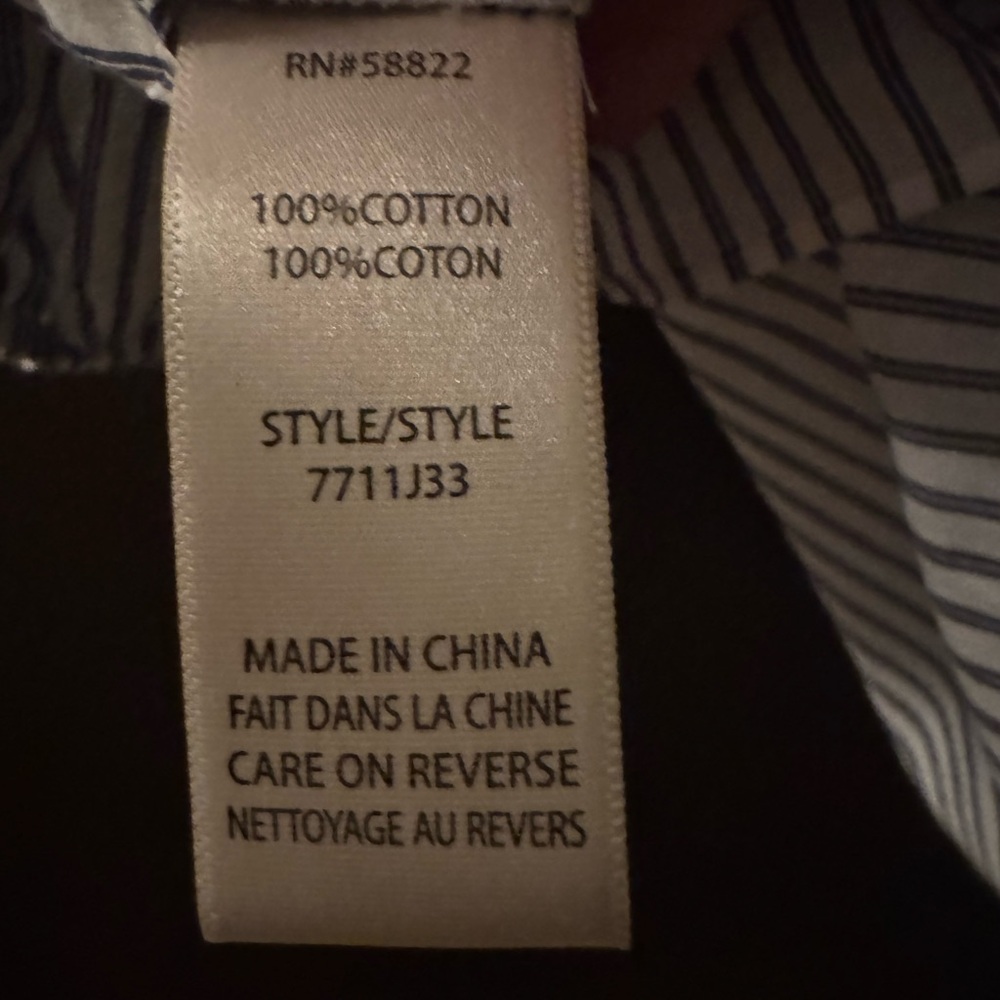 RN#58822
100%COTTON
100%COTON
STYLE/STYLE
7711J33
MADE IN CHINA
FAIT DANS LA CHINE
CARE ON REVERSE
NETTOYAGE AU REVERS